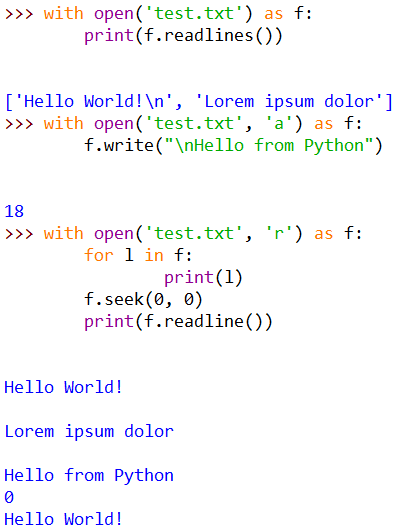 >>> with open('test.txt') as f:
        print(f.readlines())
['Hello World!\n', 'Lorem ipsum dolor']
>>> with open('test.txt', 'a') as f:
        f.write("\nHello from Python")
18
>>> with open('test.txt', 'r') as f:
        for l in f:
                print(l)
        f.seek(0, 0)
        print(f.readline())
Hello World!
Lorem ipsum dolor
Hello from Python
0
Hello World!